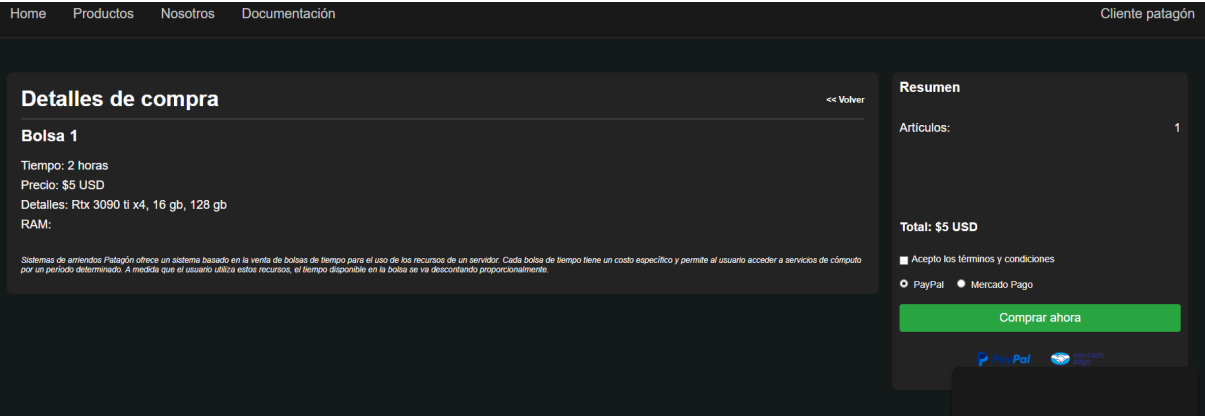 Home Productos Nosotros Documentación Cliente patagón
Detalles de compra
<< Volver
Bolsa 1
Tiempo: 2 horas
Precio: $5 USD
Detalles: Rtx 3090 ti x4, 16 gb, 128 gb
RAM:
Sistemas de arriendos Patagón ofrece un sistema basado en la venta de bolsas de tiempo para el uso de los recursos de un servidor. Cada bolsa de tiempo tiene un costo específico y permite al usuario acceder a servicios de cómputo
por un período determinado. A medida que el usuario utiliza estos recursos, el tiempo disponible en la bolsa se va descontando proporcionalmente.
Resumen
Artículos: 1
Total: $5 USD
Acepto los términos y condiciones
PayPal Mercado Pago
Comprar ahora
PayPal mercado
pago